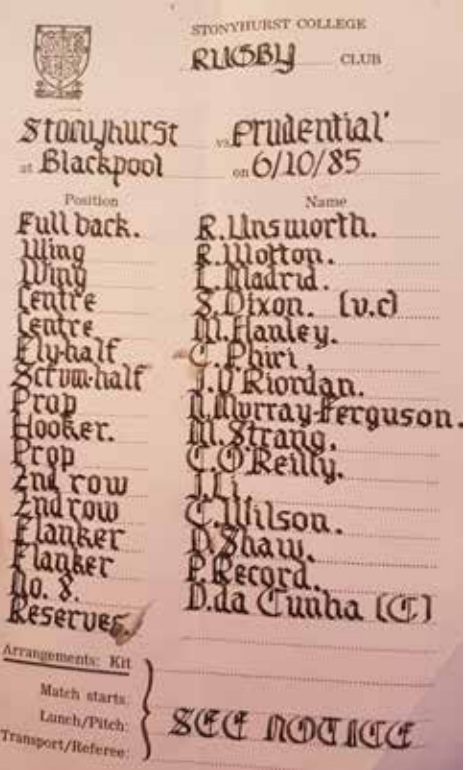 STONYHURST COLLEGE
RUGBY CLUB
Stonyhurst vs. Prudential'
at Blackpool on 6/10/85
Position Name
Full back. R.Unsworth.
Wing R.Wotton.
Wing L.Madrid.
Centre S.Dixon. (v.c)
Centre M.Hanley.
Fly-half C.Phiri.
Scrum-half J.O'Riordan.
Prop N.Murray-Ferguson.
Hooker. M.Strang.
Prop C.O'Reilly.
2nd row J.Li.
2nd row C.Wilson.
Flanker D.Shaw.
Flanker P.Record.
No. 8. D.da Cunha (C)
Reserves
Arrangements: Kit
Match starts:
Lunch/Pitch: SEE NOTICE
Transport/Referee: